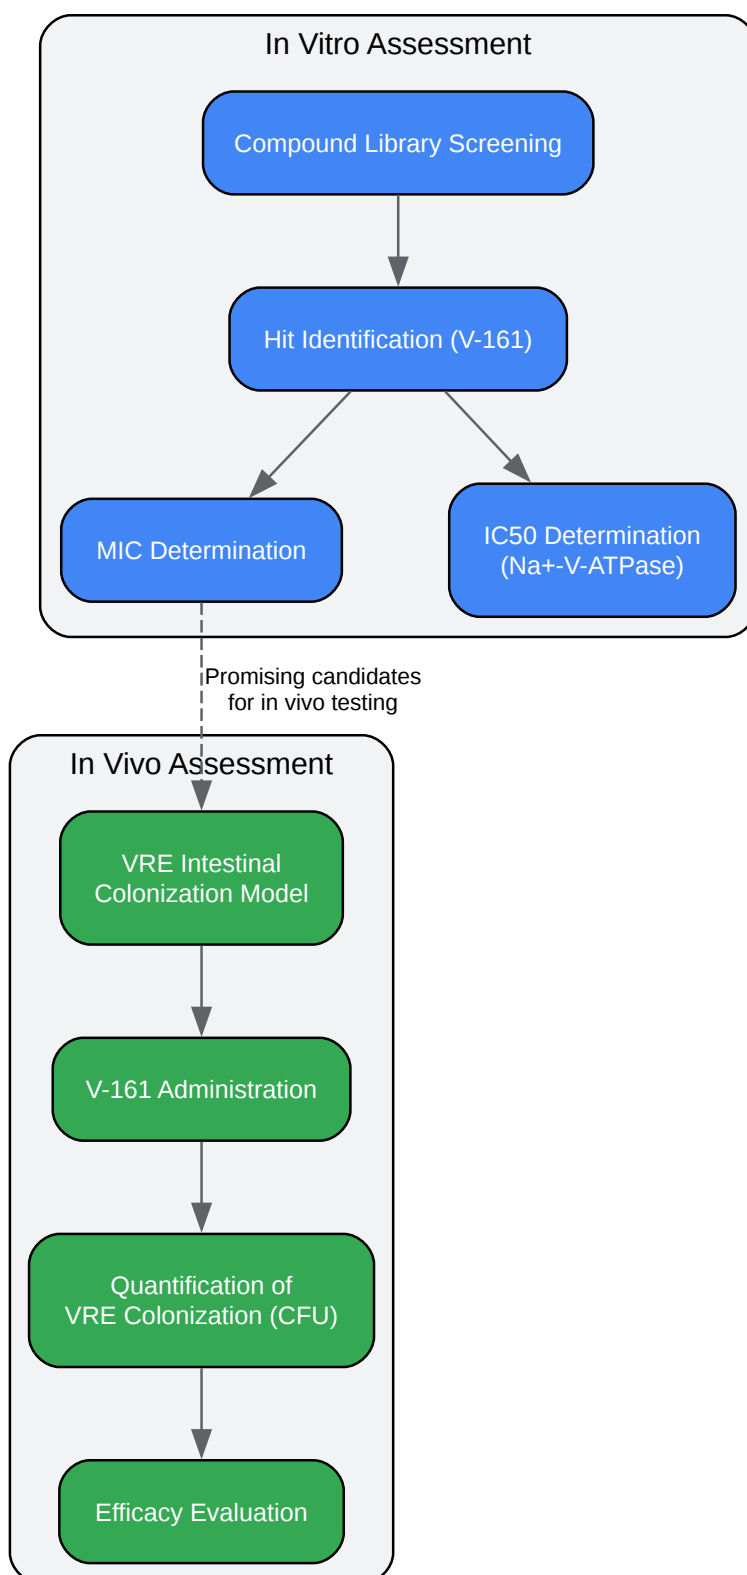 In Vitro Assessment
Compound Library Screening
Hit Identification (V-161)
MIC Determination
IC50 Determination
(Na+-V-ATPase)
Promising candidates
for in vivo testing
In Vivo Assessment
VRE Intestinal
Colonization Model
V-161 Administration
Quantification of
VRE Colonization (CFU)
Efficacy Evaluation